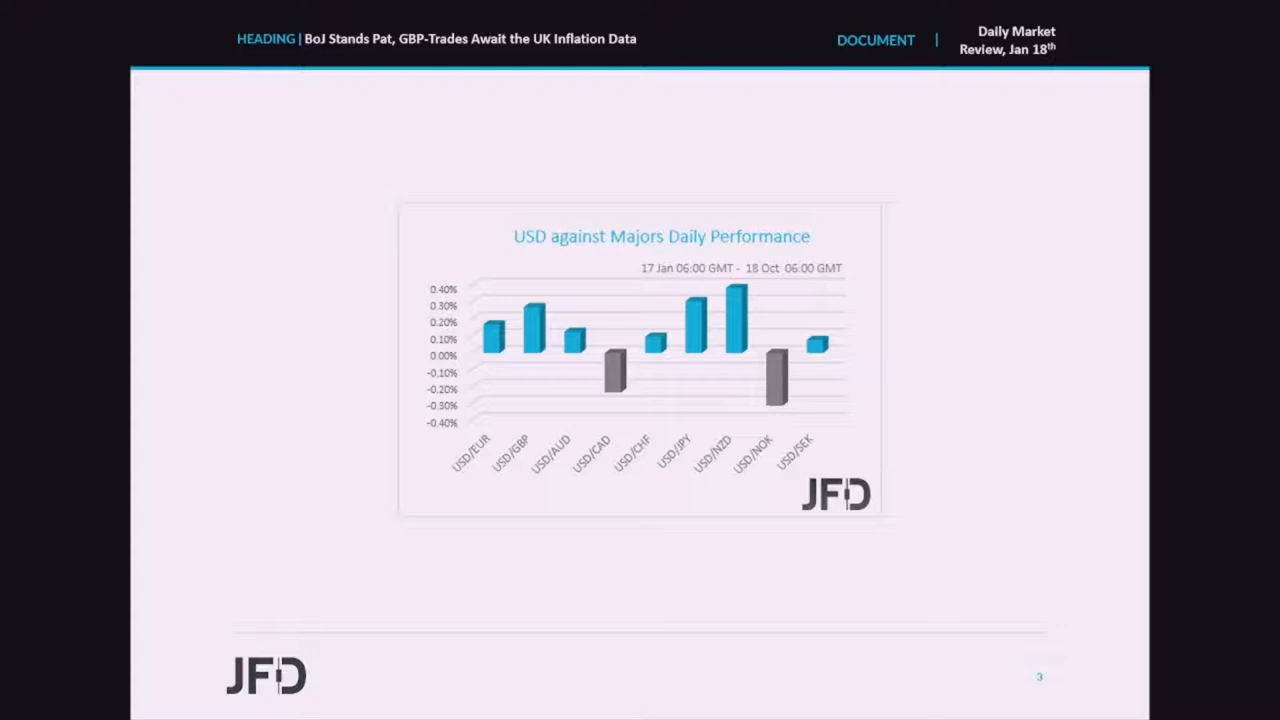 HEADING | BoJ Stands Pat, GBP-Trades Await the UK Inflation Data
DOCUMENT | Daily Market
Review, Jan 18th
USD against Majors Daily Performance
17 Jan 06:00 GMT - 18 Oct 06:00 GMT
0.40%
0.30%
0.20%
0.10%
0.00%
-0.10%
-0.20%
-0.30%
-0.40%
USD/EUR
USD/GBP
USD/AUD
USD/CAD
USD/CHF
USD/JPY
USD/NZD
USD/NOK
USD/SEK
JFD
JFD
3